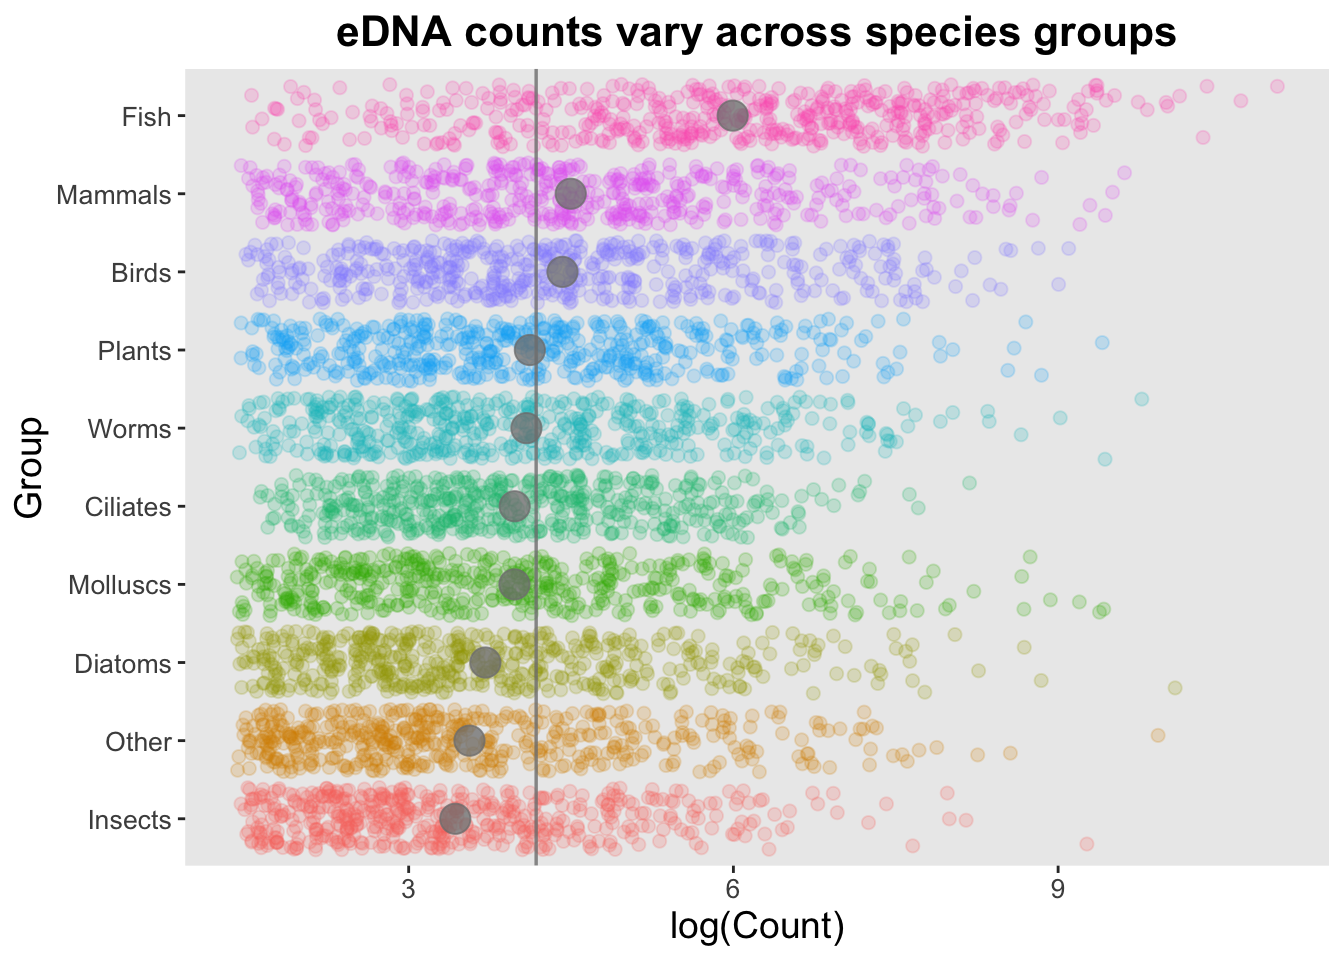 eDNA counts vary across species groups
Group
Fish
Mammals
Birds
Plants
Worms
Ciliates
Molluscs
Diatoms
Other
Insects
3 6 9
log(Count)